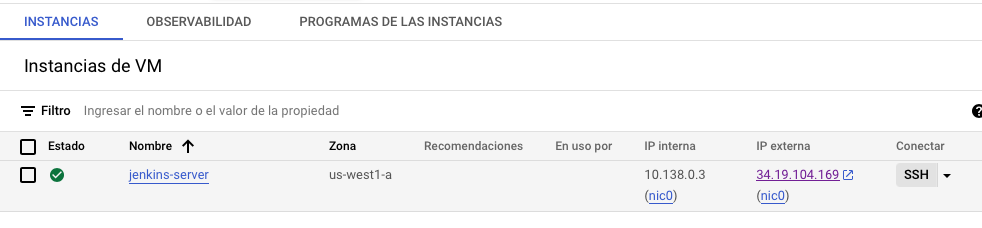 INSTANCIAS OBSERVABILIDAD PROGRAMAS DE LAS INSTANCIAS
Instancias de VM
Filtro Ingresar el nombre o el valor de la propiedad
Estado Nombre Zona Recomendaciones En uso por IP interna IP externa Conectar
jenkins-server us-west1-a 10.138.0.3 34.19.104.169 SSH
(nic0) (nic0)